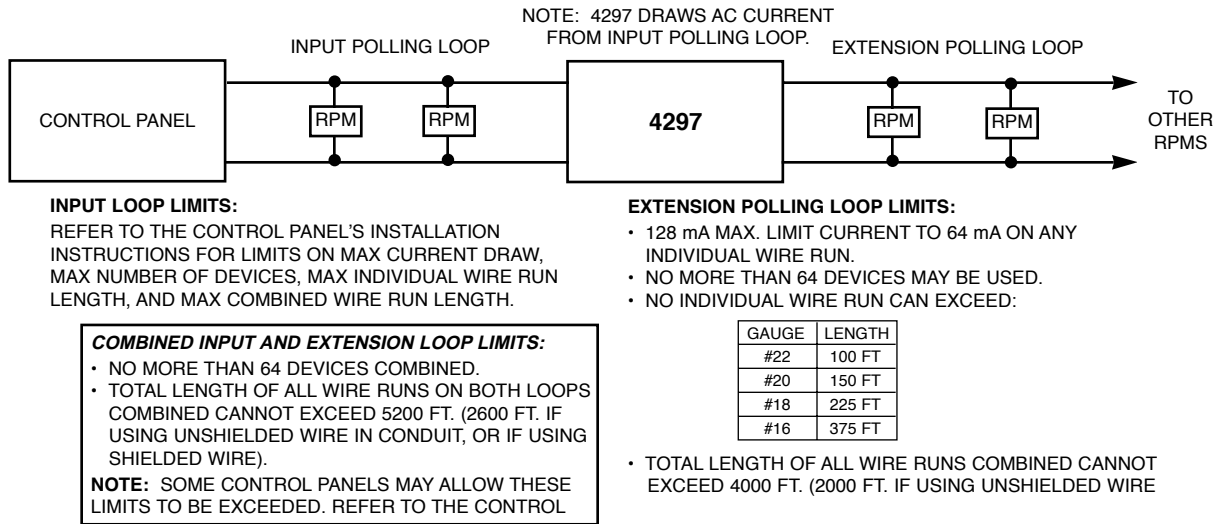 NOTE: 4297 DRAWS AC CURRENT
FROM INPUT POLLING LOOP.
INPUT POLLING LOOP
EXTENSION POLLING LOOP
CONTROL PANEL
RPM
RPM
4297
RPM
RPM
TO
OTHER
RPMS
INPUT LOOP LIMITS:
REFER TO THE CONTROL PANEL'S INSTALLATION
INSTRUCTIONS FOR LIMITS ON MAX CURRENT DRAW,
MAX NUMBER OF DEVICES, MAX INDIVIDUAL WIRE RUN
LENGTH, AND MAX COMBINED WIRE RUN LENGTH.
COMBINED INPUT AND EXTENSION LOOP LIMITS:
• NO MORE THAN 64 DEVICES COMBINED.
• TOTAL LENGTH OF ALL WIRE RUNS ON BOTH LOOPS
COMBINED CANNOT EXCEED 5200 FT. (2600 FT. IF
USING UNSHIELDED WIRE IN CONDUIT, OR IF USING
SHIELDED WIRE).
NOTE: SOME CONTROL PANELS MAY ALLOW THESE
LIMITS TO BE EXCEEDED. REFER TO THE CONTROL
EXTENSION POLLING LOOP LIMITS:
• 128 mA MAX. LIMIT CURRENT TO 64 mA ON ANY
INDIVIDUAL WIRE RUN.
• NO MORE THAN 64 DEVICES MAY BE USED.
• NO INDIVIDUAL WIRE RUN CAN EXCEED:
GAUGE LENGTH
#22 100 FT
#20 150 FT
#18 225 FT
#16 375 FT
• TOTAL LENGTH OF ALL WIRE RUNS COMBINED CANNOT
EXCEED 4000 FT. (2000 FT. IF USING UNSHIELDED WIRE